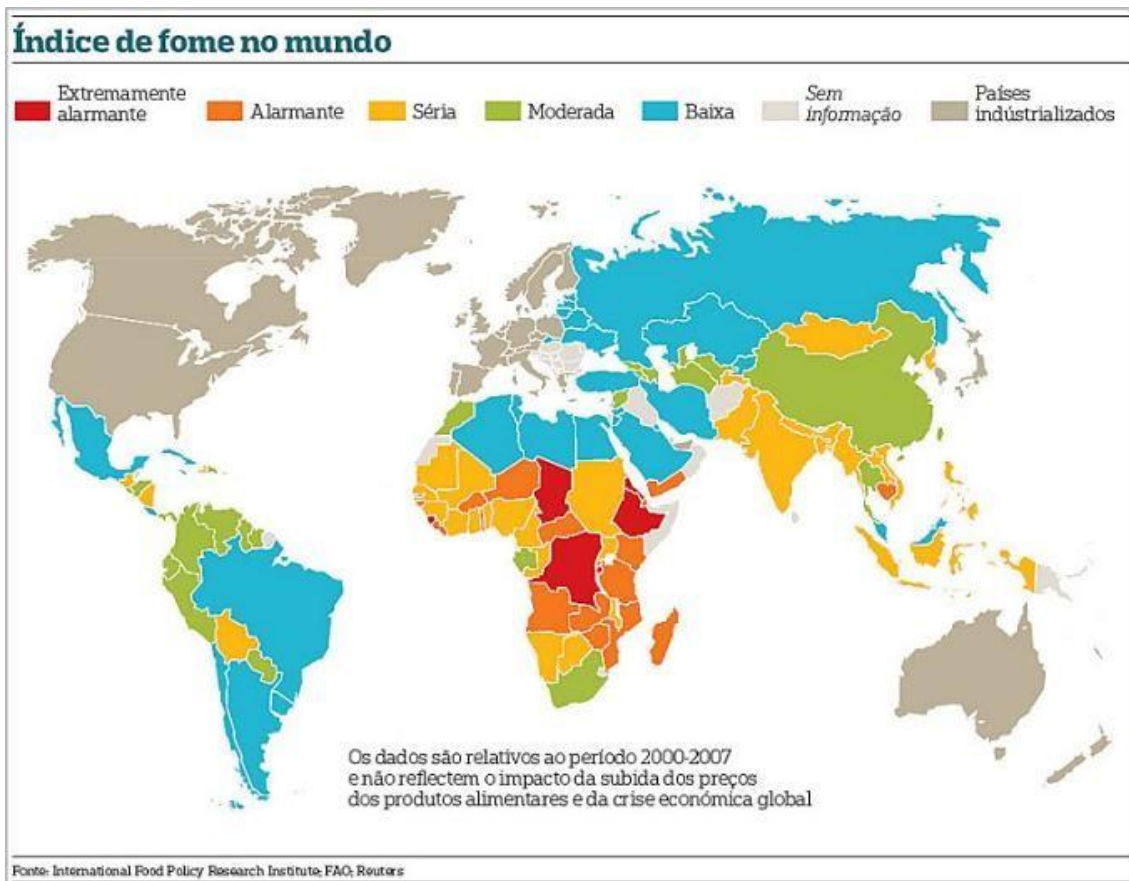 Índice de fome no mundo
Extremamente
alarmante
Alarmante
Séria
Moderada
Baixa
Sem
informação
Países
indústrializados
Os dados são relativos ao período 2000-2007
e não reflectem o impacto da subida dos preços
dos produtos alimentares e da crise económica global
Fonte: International Food Policy Research Institute; FAO; Reuters